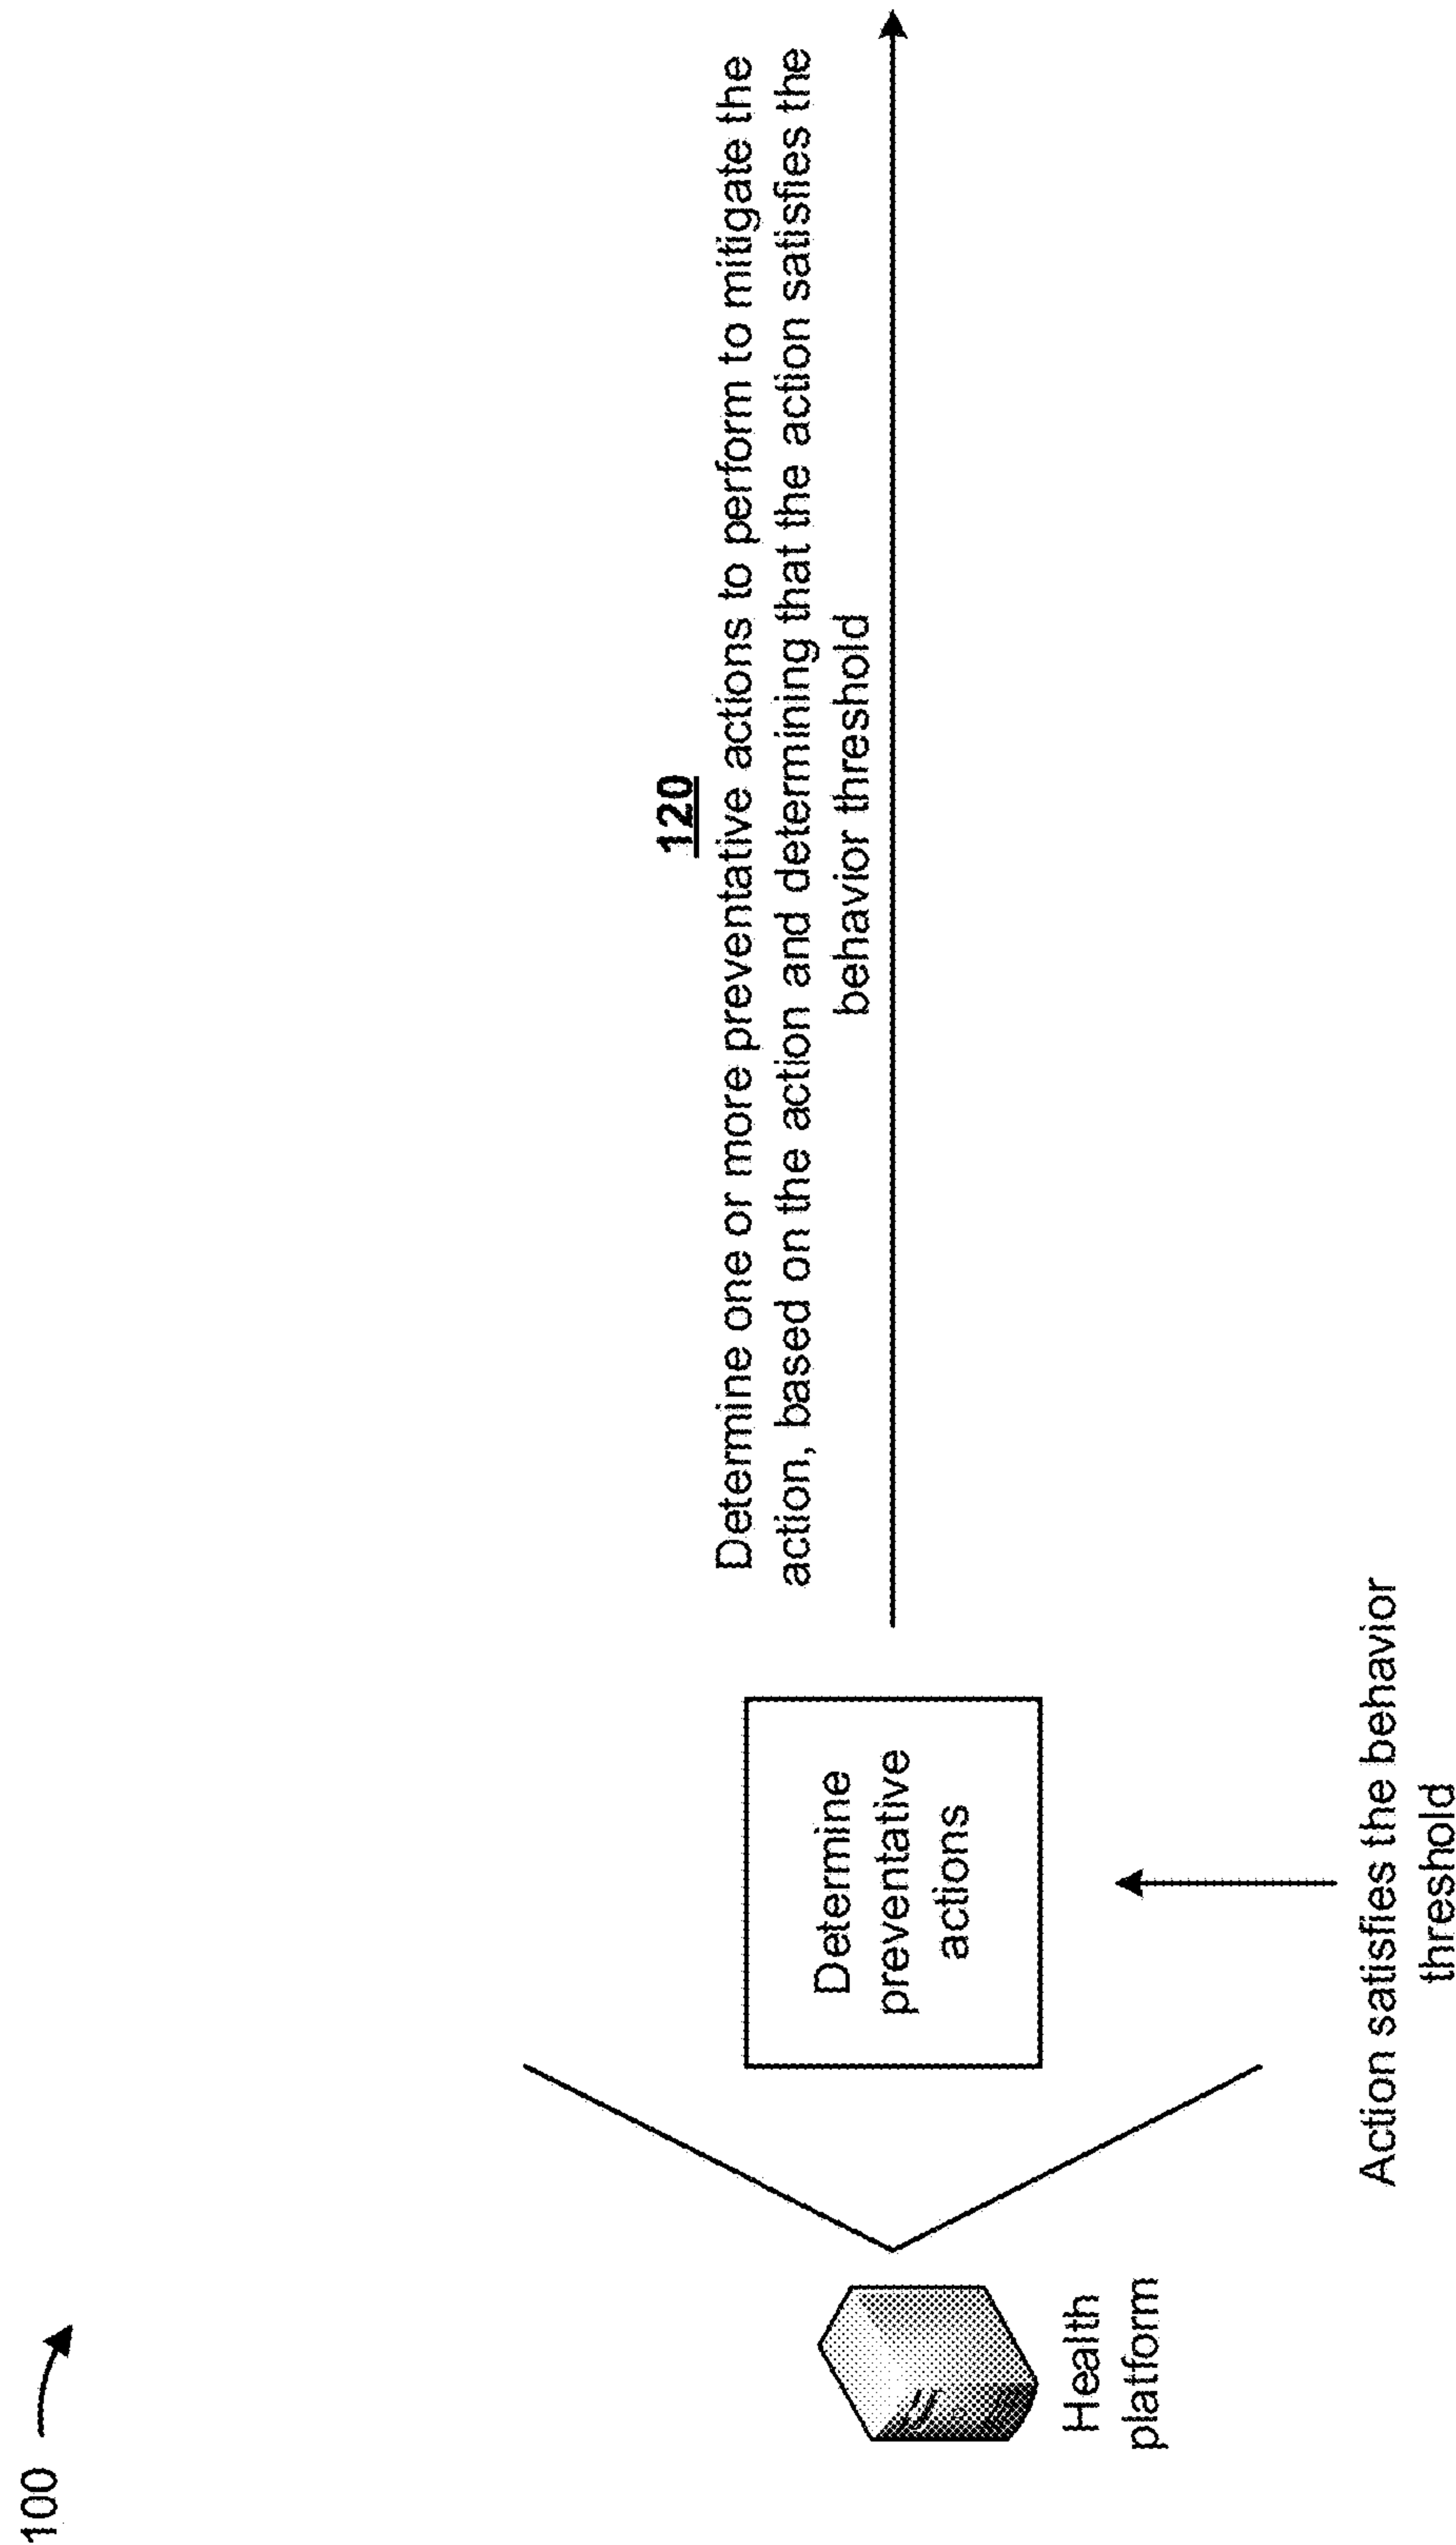 100
120
Determine one or more preventative actions to perform to mitigate the
action, based on the action and determining that the action satisfies the
behavior threshold
Determine
preventative
actions
Health
platform
Action satisfies the behavior
threshold